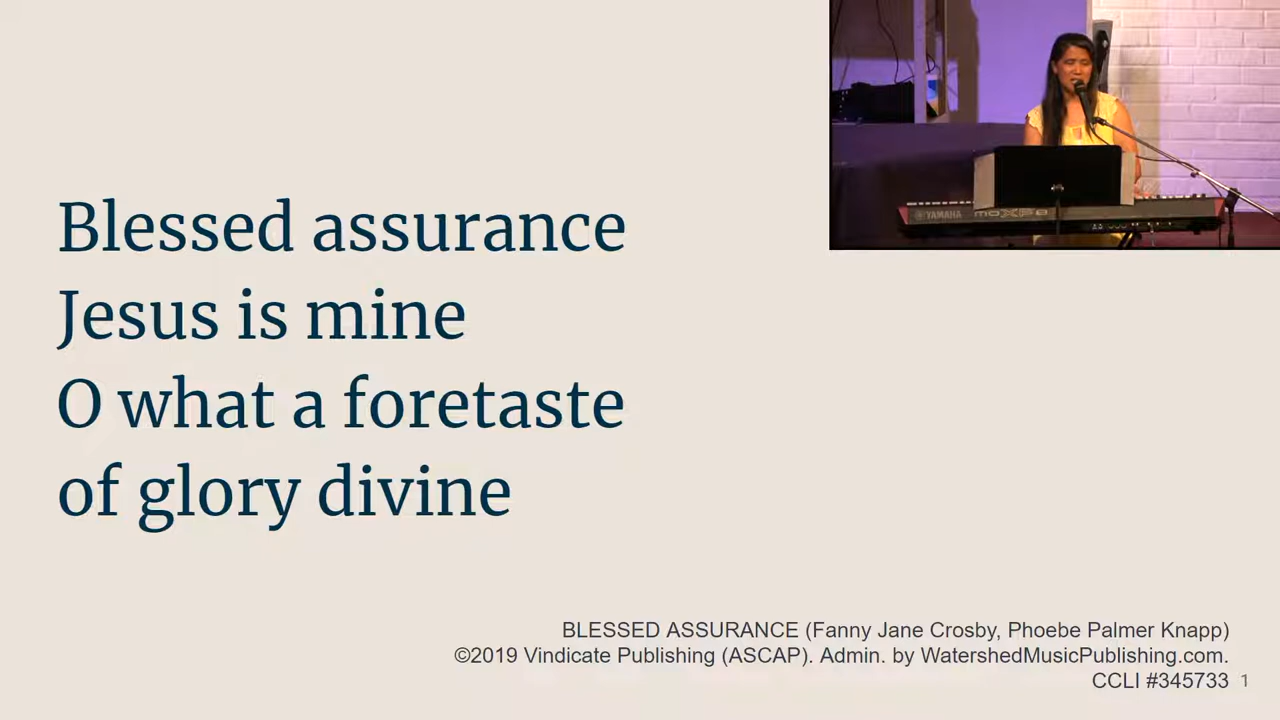 Blessed assurance
Jesus is mine
O what a foretaste
of glory divine
YAMAHA MOXF8
BLESSED ASSURANCE (Fanny Jane Crosby, Phoebe Palmer Knapp)
©2019 Vindicate Publishing (ASCAP). Admin. by WatershedMusicPublishing.com.
CCLI #345733 1